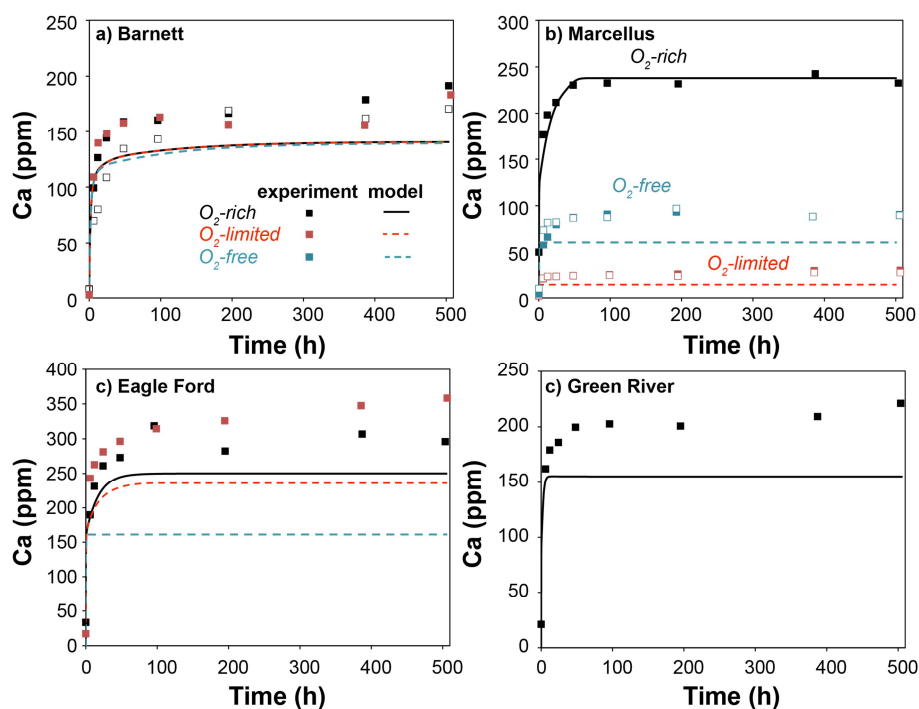 a) Barnett
Ca (ppm)
250
200
150
100
50
0
experiment model
O2-rich
O2-limited
O2-free
0 100 200 300 400 500
Time (h)
b) Marcellus
Ca (ppm)
300
250
200
150
100
50
0
O2-rich
O2-free
O2-limited
0 100 200 300 400 500
Time (h)
c) Eagle Ford
Ca (ppm)
400
350
300
250
200
150
100
50
0
0 100 200 300 400 500
Time (h)
c) Green River
Ca (ppm)
250
200
150
100
50
0
0 100 200 300 400 500
Time (h)